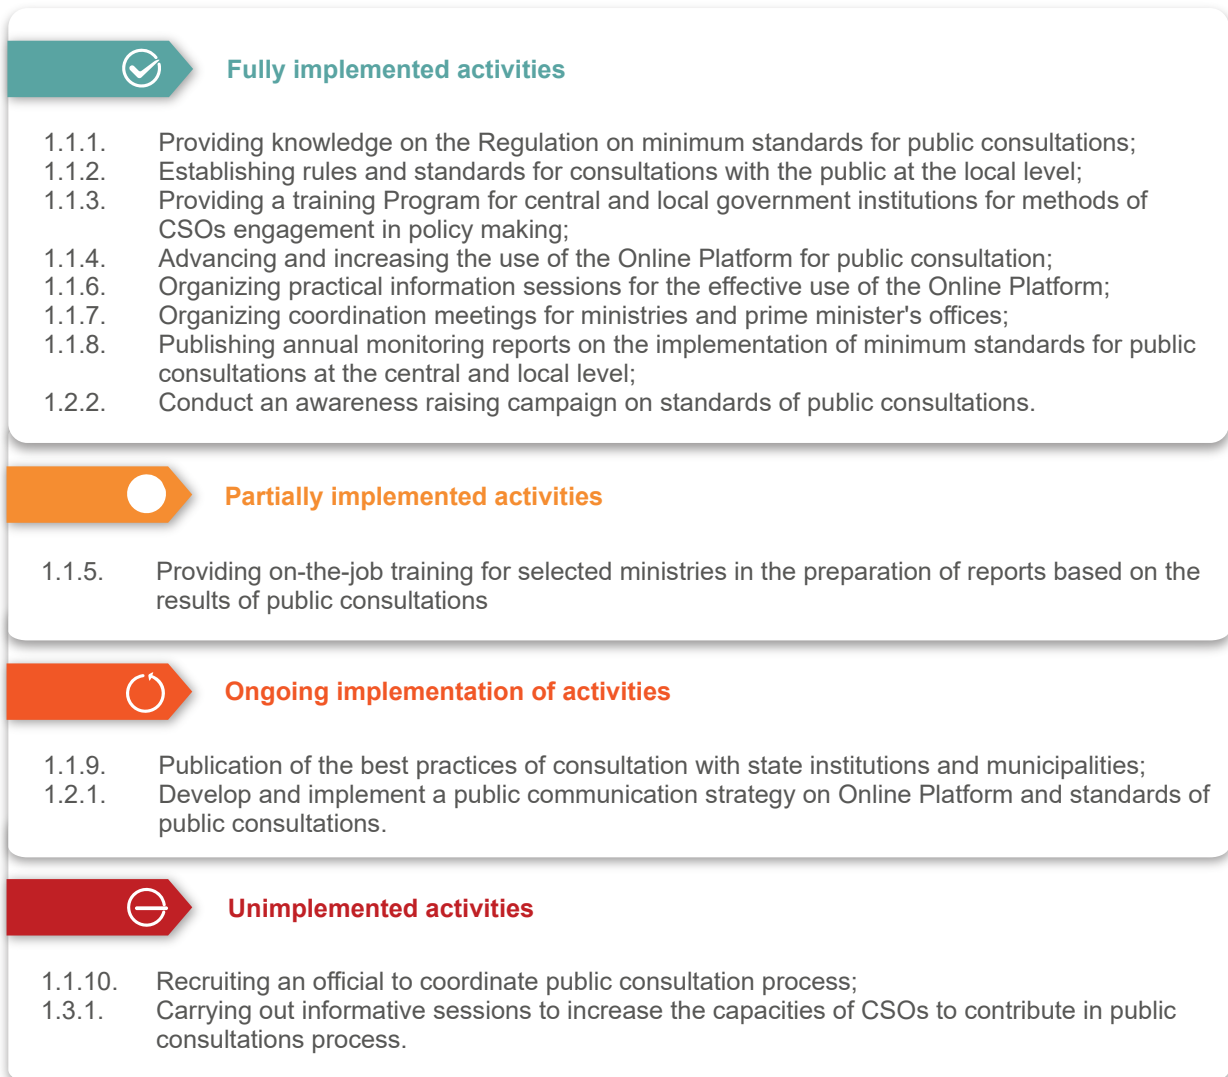 Fully implemented activities
1.1.1. Providing knowledge on the Regulation on minimum standards for public consultations;
1.1.2. Establishing rules and standards for consultations with the public at the local level;
1.1.3. Providing a training Program for central and local government institutions for methods of
CSOs engagement in policy making;
1.1.4. Advancing and increasing the use of the Online Platform for public consultation;
1.1.6. Organizing practical information sessions for the effective use of the Online Platform;
1.1.7. Organizing coordination meetings for ministries and prime minister's offices;
1.1.8. Publishing annual monitoring reports on the implementation of minimum standards for public
consultations at the central and local level;
1.2.2. Conduct an awareness raising campaign on standards of public consultations.
Partially implemented activities
1.1.5. Providing on-the-job training for selected ministries in the preparation of reports based on the
results of public consultations
Ongoing implementation of activities
1.1.9. Publication of the best practices of consultation with state institutions and municipalities;
1.2.1. Develop and implement a public communication strategy on Online Platform and standards of
public consultations.
Unimplemented activities
1.1.10. Recruiting an official to coordinate public consultation process;
1.3.1. Carrying out informative sessions to increase the capacities of CSOs to contribute in public
consultations process.